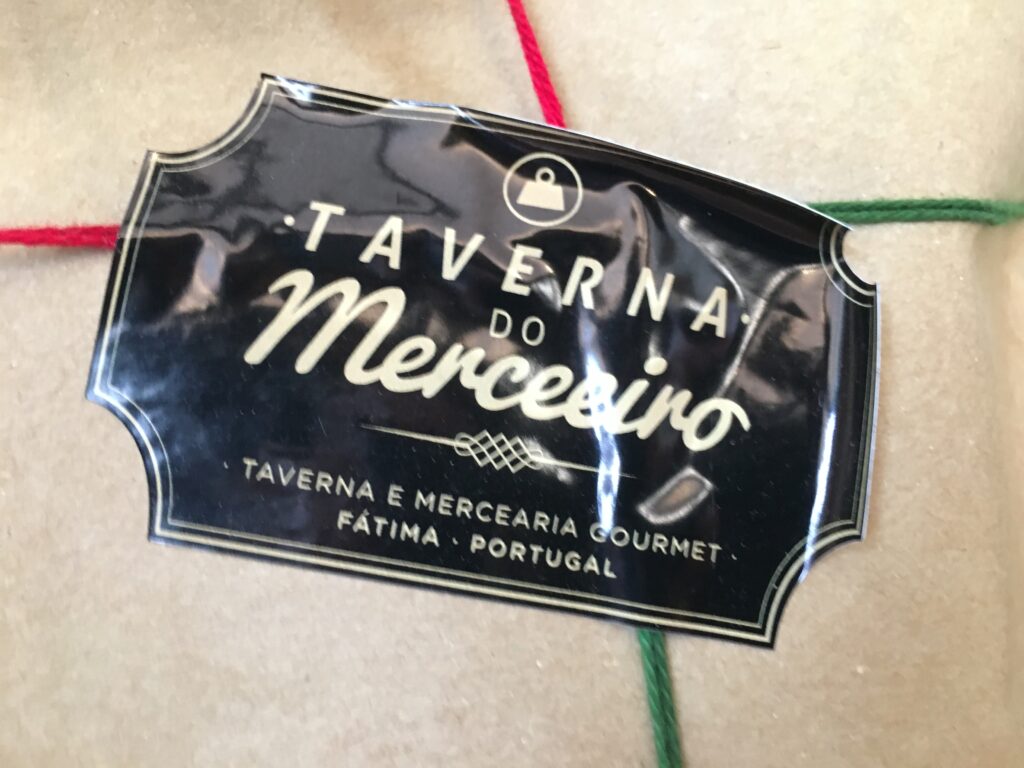 · TAVERNA ·
DO
Merceeiro
· TAVERNA E MERCEARIA GOURMET ·
FÁTIMA · PORTUGAL